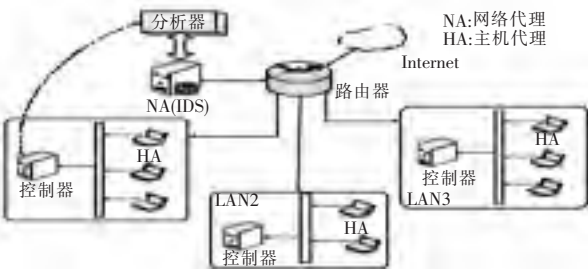 分析器
NA:网络代理
HA:主机代理
Internet
NA(IDS)
路由器
HA
控制器
LAN2
HA
控制器
HA
控制器
LAN3